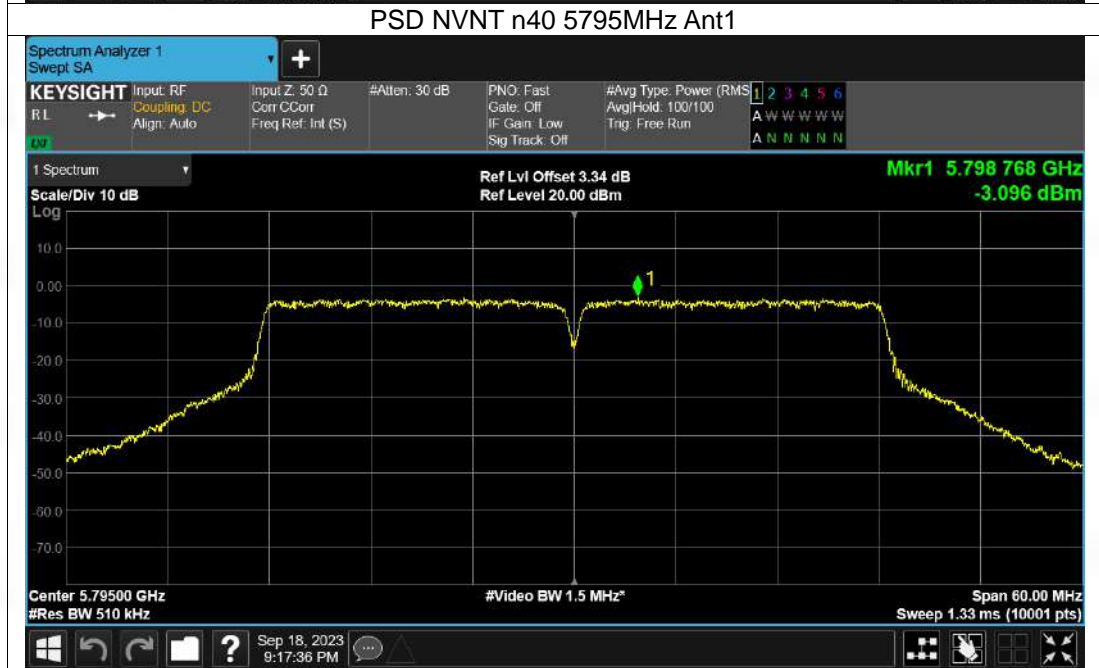 PSD NVNT n40 5795MHz Ant1
Spectrum Analyzer 1
Swept SA
+
KEYSIGHT
RL
Input: RF
Coupling: DC
Align: Auto
Input Z: 50 Ω
Corr CCorr
Freq Ref: Int (S)
#Atten: 30 dB
PNO: Fast
Gate: Off
IF Gain: Low
Sig Track: Off
#Avg Type: Power (RMS
Avg|Hold: 100/100
Trig: Free Run
1 2 3 4 5 6
A W W W W W
A N N N N N
1 Spectrum
Scale/Div 10 dB
Log
Ref Lvl Offset 3.34 dB
Ref Level 20.00 dBm
Mkr1 5.798 768 GHz
-3.096 dBm
10.0
0.00
-10.0
-20.0
-30.0
-40.0
-50.0
-60.0
-70.0
1
Center 5.79500 GHz
#Res BW 510 kHz
#Video BW 1.5 MHz*
Span 60.00 MHz
Sweep 1.33 ms (10001 pts)
?
Sep 18, 2023
9:17:36 PM